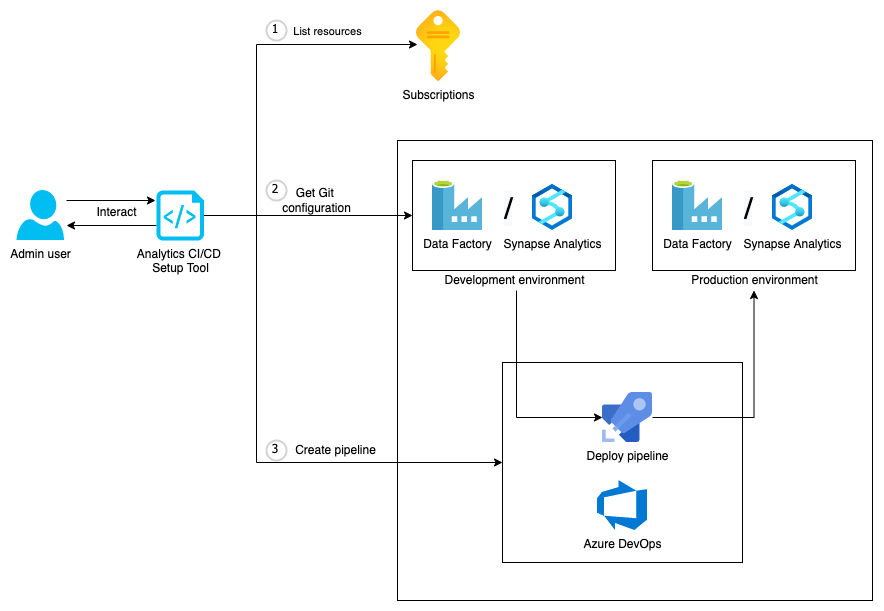 1
List resources
Subscriptions
2
Get Git
configuration
Interact
Admin user
Analytics CI/CD
Setup Tool
/
Data Factory
Synapse Analytics
Development environment
/
Data Factory
Synapse Analytics
Production environment
3
Create pipeline
Deploy pipeline
Azure DevOps